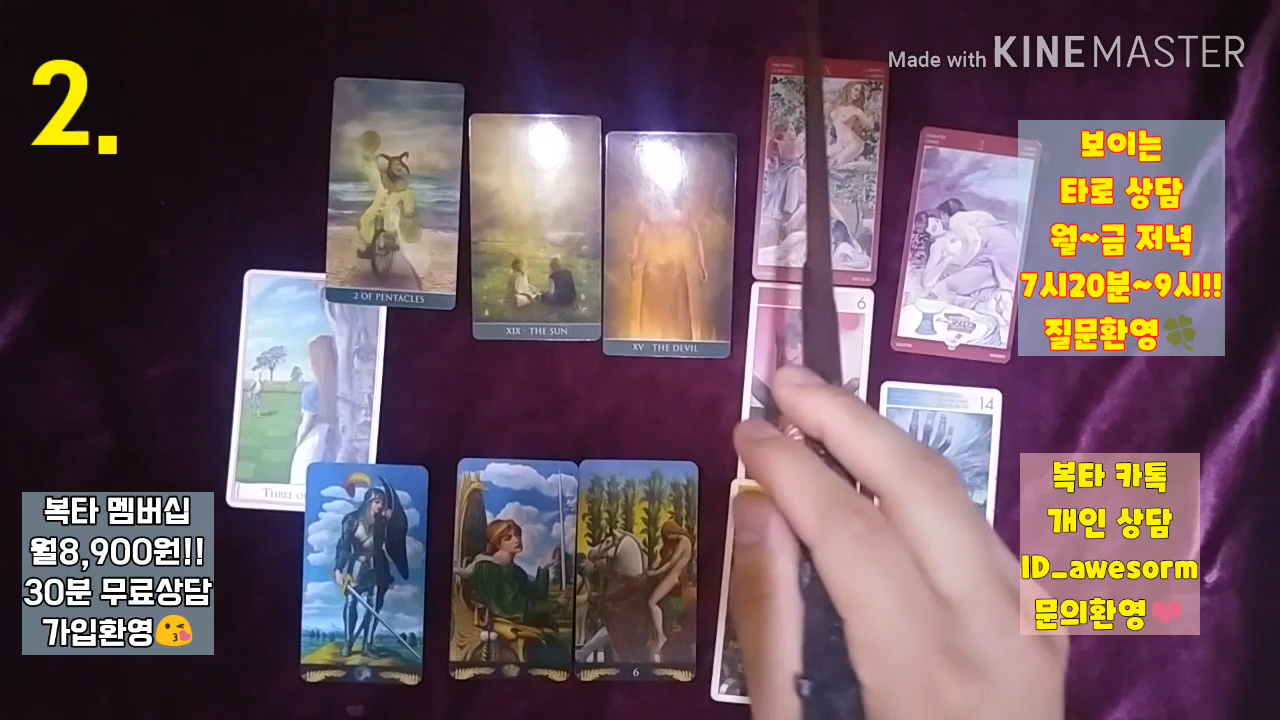 2.
Made with KINEMASTER
보이는
타로 상담
월~금 저녁
7시20분~9시!!
질문환영🍀
2 OF PENTACLES
XIX - THE SUN
XV - THE DEVIL
6
14
THREE
6
복타 멤버십
월8,900원!!
30분 무료상담
가입환영😘
복타 카톡
개인 상담
ID_awesorm
문의환영❤